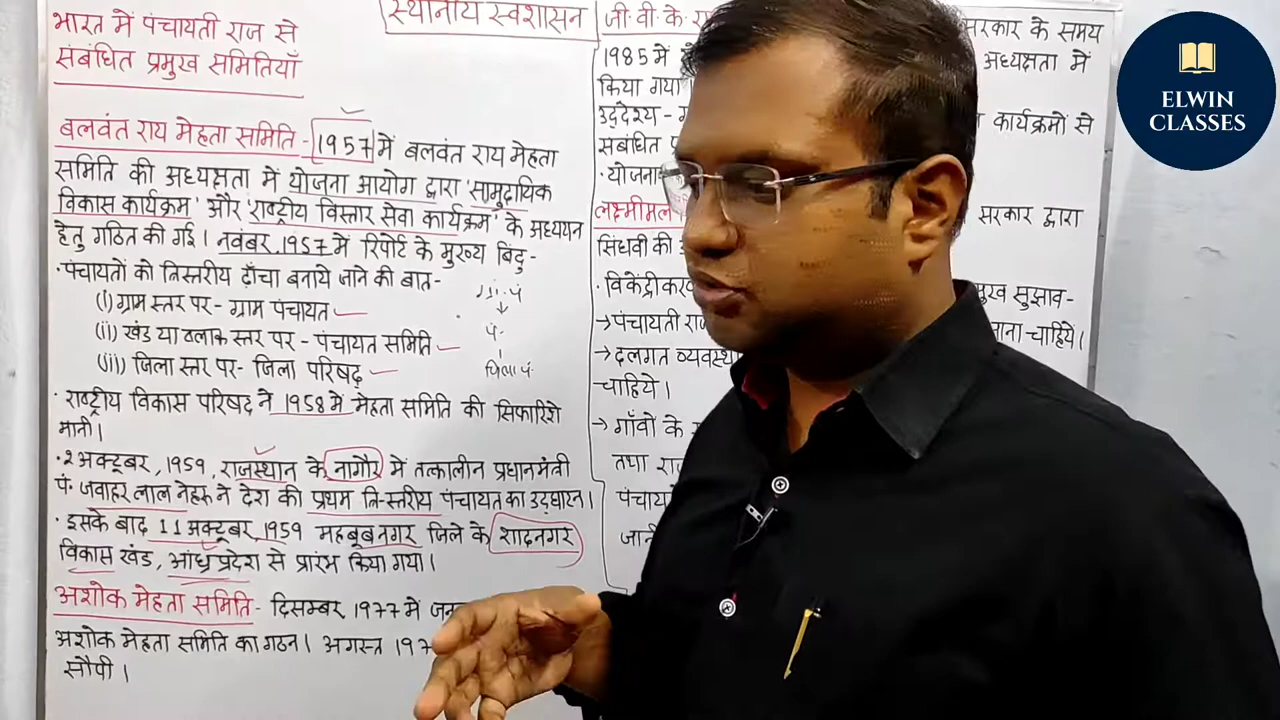 स्थानीय स्वशासन
भारत में पंचायती राज से
संबंधित प्रमुख समितियाँ
बलवंत राय मेहता समिति - 1957 में बलवंत राय मेहता
समिति की अध्यक्षता में योजना आयोग द्वारा 'सामुदायिक
विकास कार्यक्रम' और 'राष्ट्रीय विस्तार सेवा कार्यक्रम' के अध्ययन
हेतु गठित की गई। नवंबर, 1957 में रिपोर्ट के मुख्य बिंदु -
· पंचायतों को त्रिस्तरीय ढ़ाँचा बनाये जाने की बात-
(i) ग्राम स्तर पर - ग्राम पंचायत
(ii) खंड या ब्लाक स्तर पर - पंचायत समिति
(iii) जिला स्तर पर - जिला परिषद्
ग्रा. पं
पं.
जिला पं.
· राष्ट्रीय विकास परिषद ने 1958 में मेहता समिति की सिफारिशे
मानी।
· 2 अक्टूबर, 1959, राजस्थान के नागौर में तत्कालीन प्रधानमंत्री
पं. जवाहर लाल नेहरू ने देश की प्रथम त्रि-स्तरीय पंचायत का उद्घाटन।
· इसके बाद 11 अक्टूबर, 1959 महबूबनगर जिले के शादनगर
विकास खंड, आंध्र प्रदेश से प्रारंभ किया गया।
अशोक मेहता समिति - दिसम्बर 1977 में
अशोक मेहता समिति का गठन। अगस्त
सौंपी।
जी. वी. के. सरकार के समय
1985 में अध्यक्षता में
किया गया
उद्देश्य - कार्यक्रमों से
संबंधित
· योजना
सरकार द्वारा
सिंघवी की
सुझाव-
→ पंचायती जाना चाहिये।
→ दलगत व्यवस्था
चाहिये।
→ गाँवों के
तथा
जानी
ELWIN
CLASSES